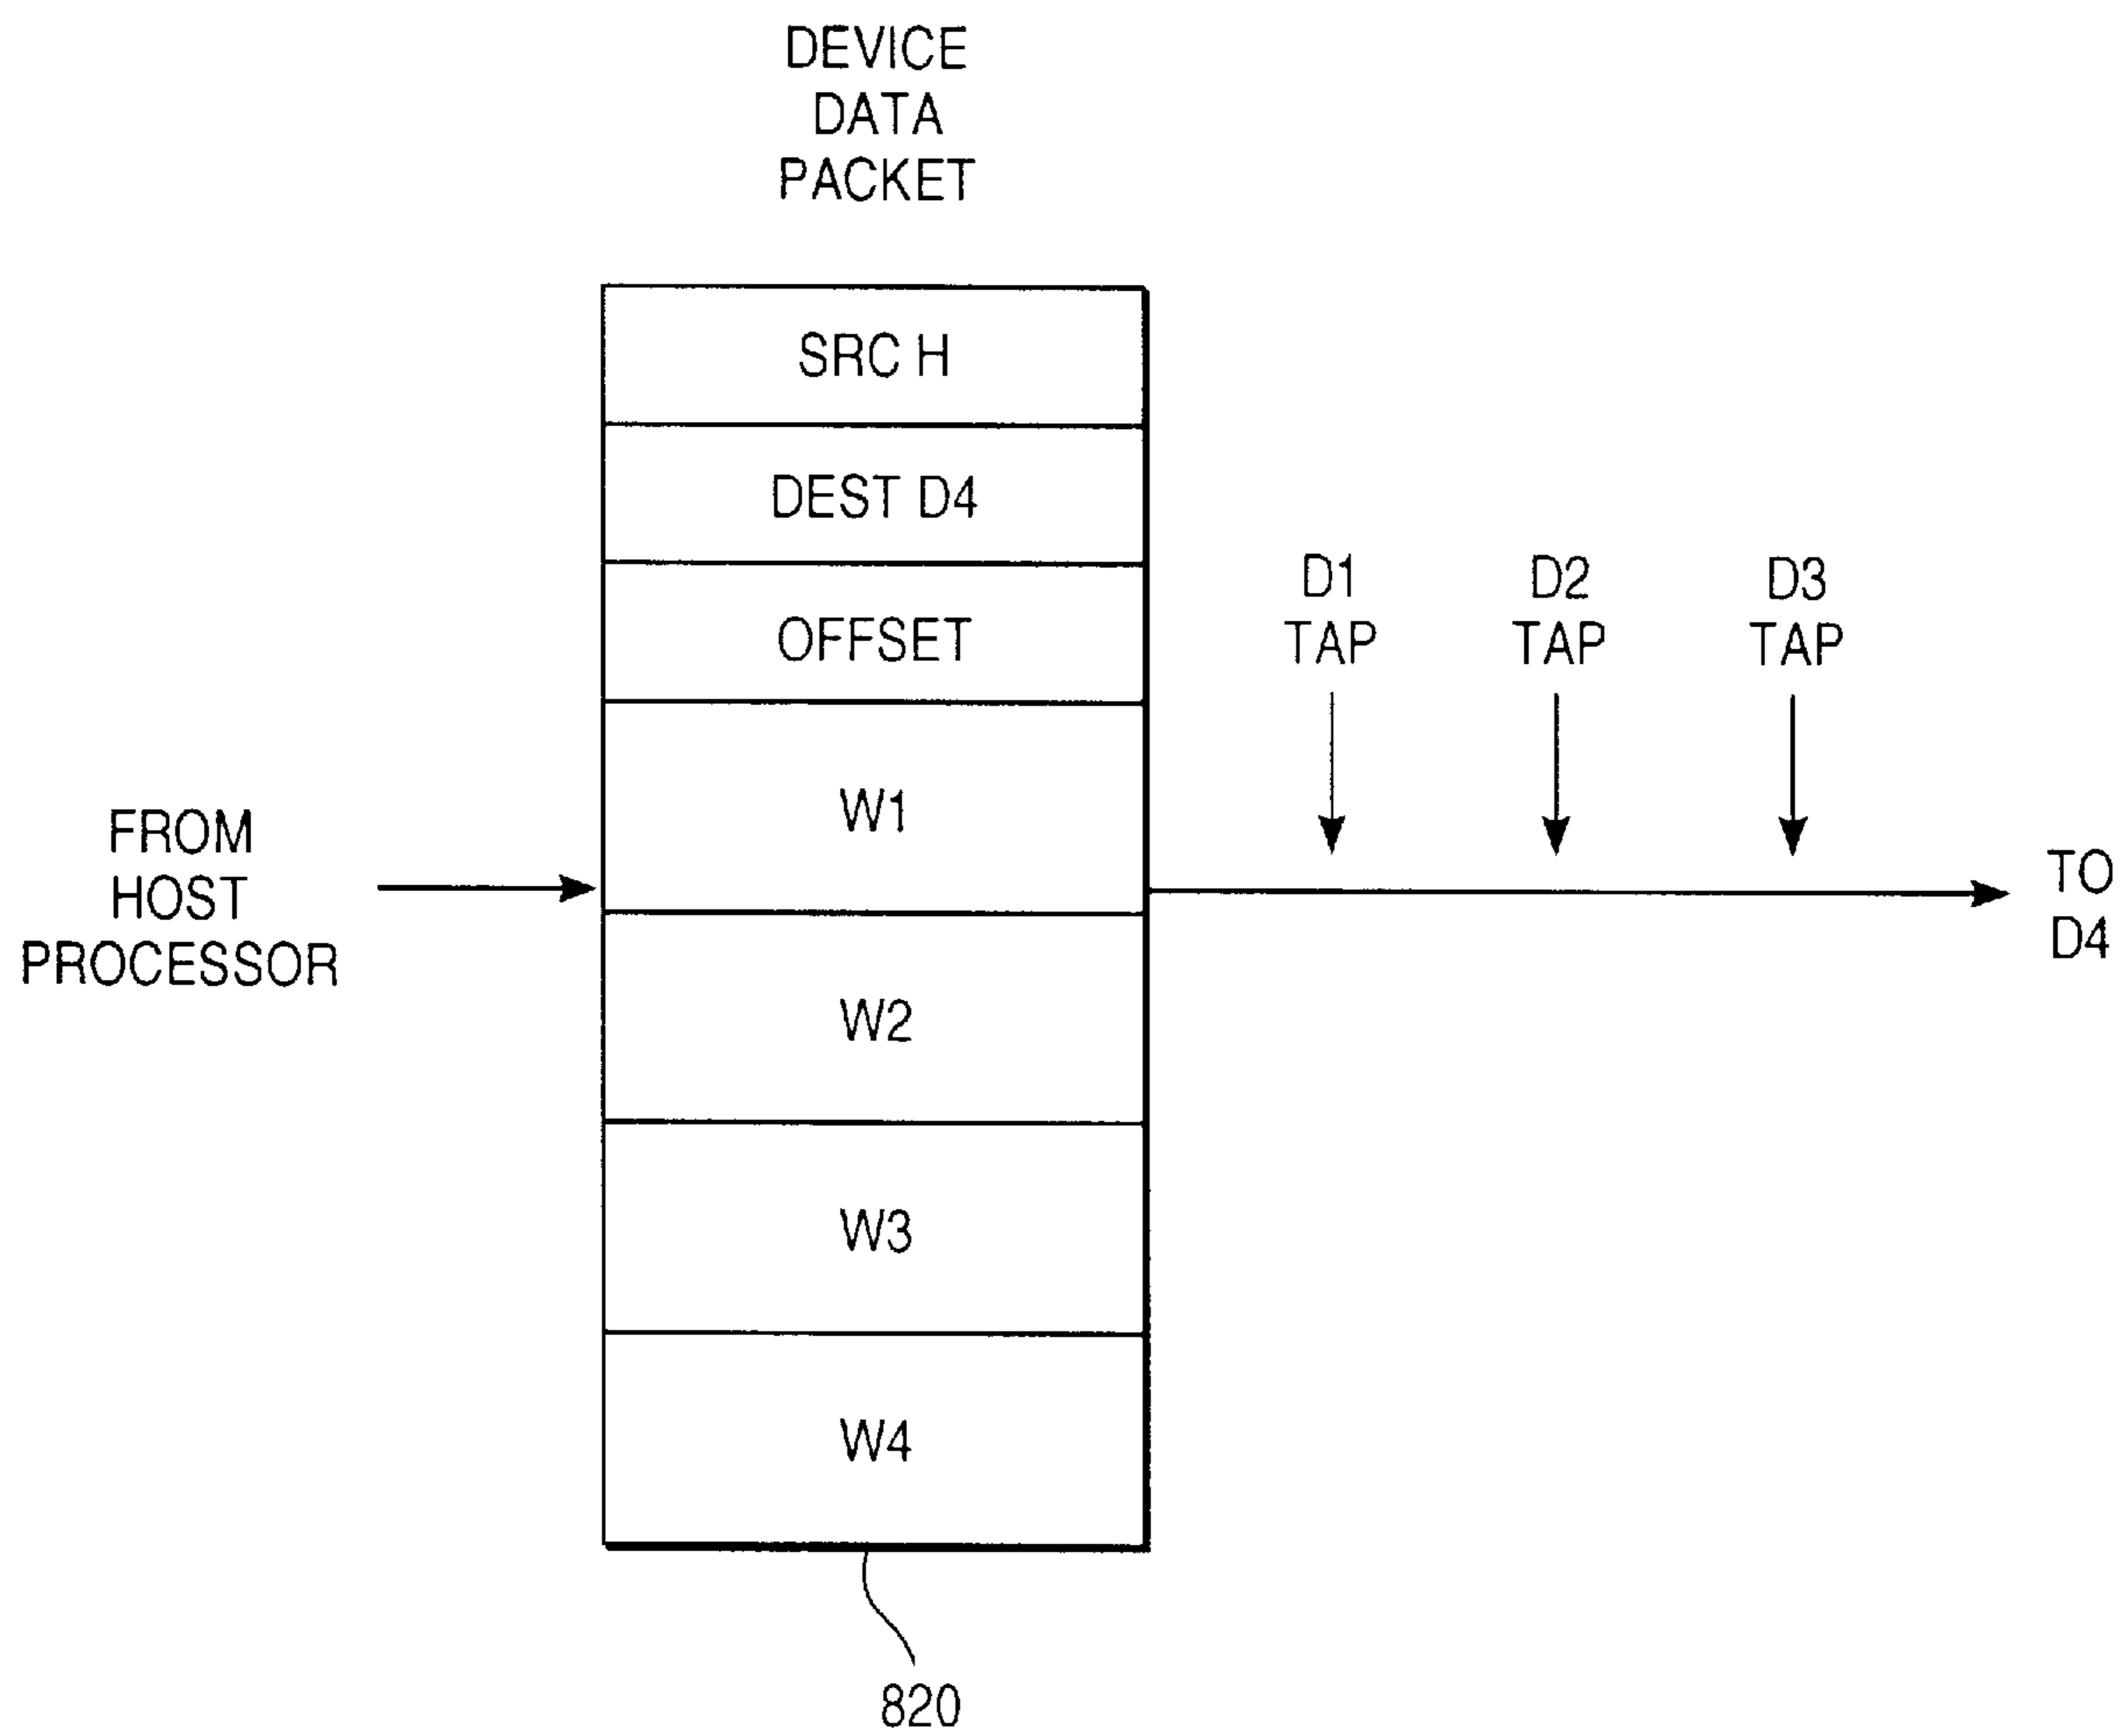 DEVICE
DATA
PACKET
SRC H
DEST D4
OFFSET
W1
W2
W3
W4
FROM
HOST
PROCESSOR
D1
TAP
D2
TAP
D3
TAP
TO
D4
820